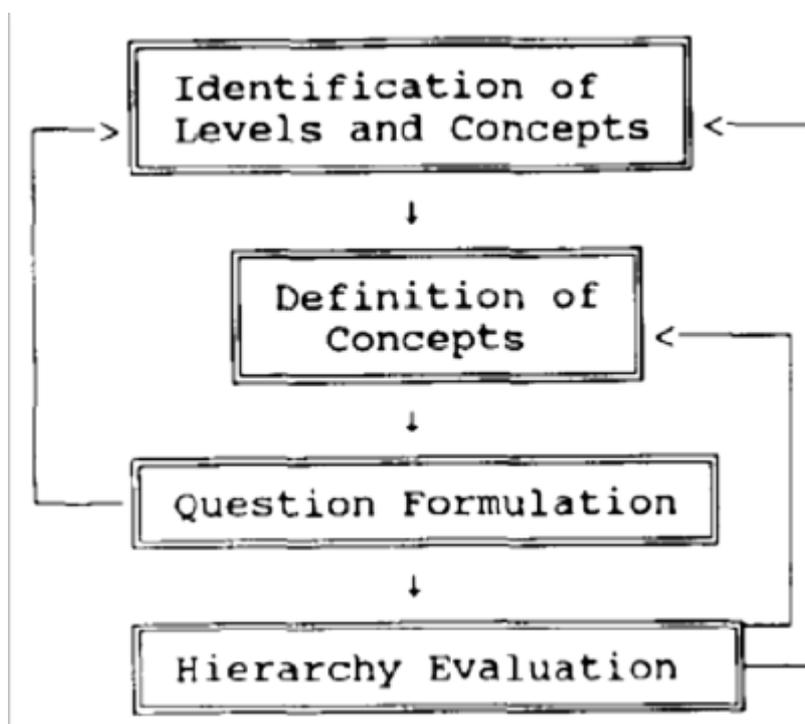 Identification of
Levels and Concepts
Definition of
Concepts
Question Formulation
Hierarchy Evaluation